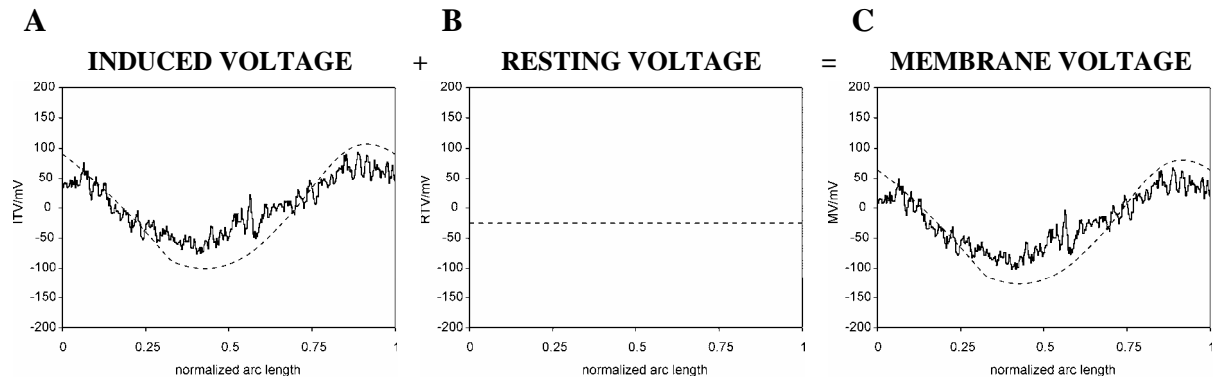 A B C
INDUCED VOLTAGE + RESTING VOLTAGE = MEMBRANE VOLTAGE
200 200 200
150 150 150
100 100 100
50 50 50
0 0 0
-50 -50 -50
-100 -100 -100
-150 -150 -150
-200 -200 -200
ITV/mV RTV/mV MV/mV
0 0.25 0.5 0.75 1 0 0.25 0.5 0.75 1 0 0.25 0.5 0.75 1
normalized arc length normalized arc length normalized arc length